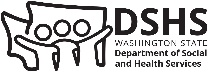 DSHS
WASHINGTON STATE
Department of Social
and Health Services